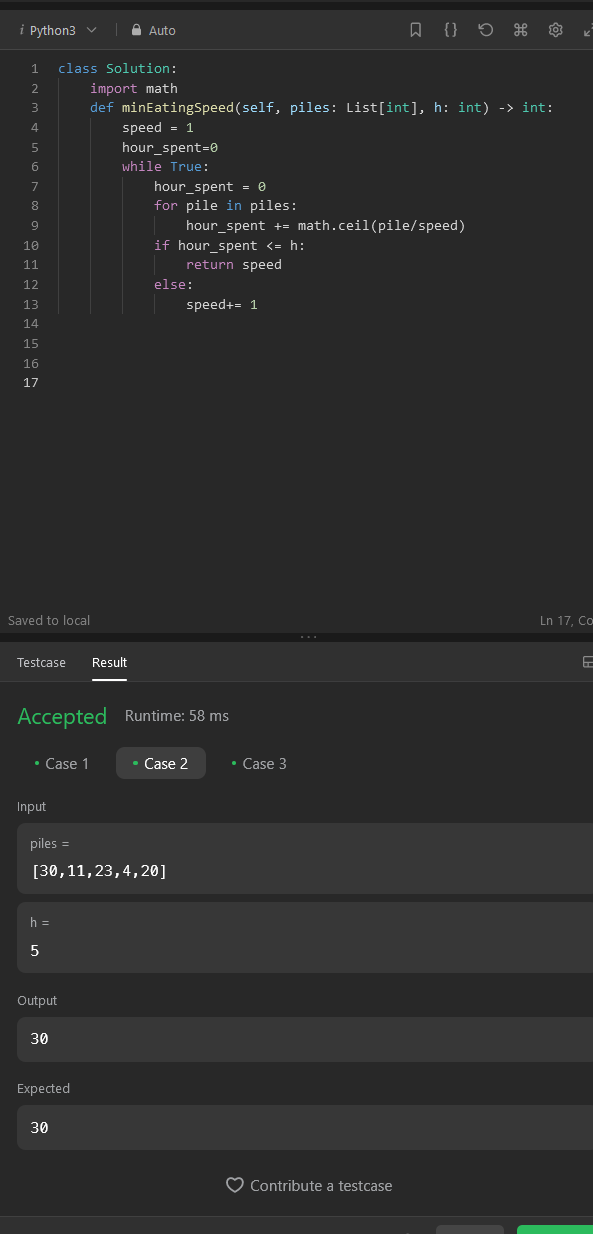 i Python3 Auto {} ⌘
1 class Solution:
2     import math
3     def minEatingSpeed(self, piles: List[int], h: int) -> int:
4         speed = 1
5         hour_spent=0
6         while True:
7             hour_spent = 0
8             for pile in piles:
9                 hour_spent += math.ceil(pile/speed)
10             if hour_spent <= h:
11                 return speed
12             else:
13                 speed+= 1
14
15
16
17
Saved to local Ln 17, Co
Testcase Result
Accepted Runtime: 58 ms
• Case 1 • Case 2 • Case 3
Input
piles =
[30,11,23,4,20]
h =
5
Output
30
Expected
30
Contribute a testcase